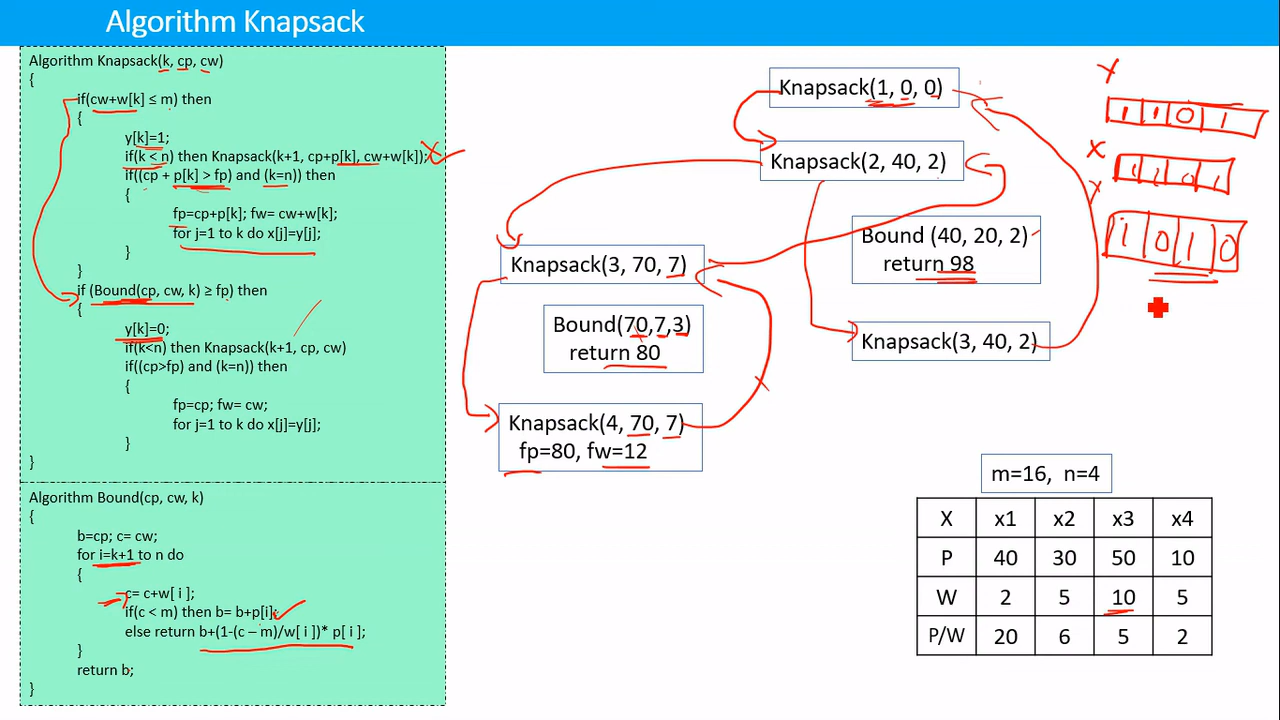 Algorithm Knapsack
Algorithm Knapsack(k, cp, cw)
{
if(cw+w[k] ≤ m) then
{
y[k]=1;
if(k < n) then Knapsack(k+1, cp+p[k], cw+w[k]);
if((cp + p[k] > fp) and (k=n)) then
{
fp=cp+p[k]; fw= cw+w[k];
for j=1 to k do x[j]=y[j];
}
}
if (Bound(cp, cw, k) ≥ fp) then
{
y[k]=0;
if(k<n) then Knapsack(k+1, cp, cw)
if((cp>fp) and (k=n)) then
{
fp=cp; fw= cw;
for j=1 to k do x[j]=y[j];
}
}
Algorithm Bound(cp, cw, k)
{
b=cp; c= cw;
for i=k+1 to n do
{
c= c+w[ i ];
if(c < m) then b= b+p[i];
else return b+(1-(c – m)/w[ i ])* p[ i ];
}
return b;
}
Knapsack(1, 0, 0)
Knapsack(2, 40, 2)
Knapsack(3, 70, 7)
Bound(70,7,3)
return 80
Knapsack(4, 70, 7)
fp=80, fw=12
Bound (40, 20, 2)
return 98
Knapsack(3, 40, 2)
Y
1 1 0 1
X
1 1 0 1
Y
1 0 1 0
m=16, n=4
X x1 x2 x3 x4
P 40 30 50 10
W 2 5 10 5
P/W 20 6 5 2